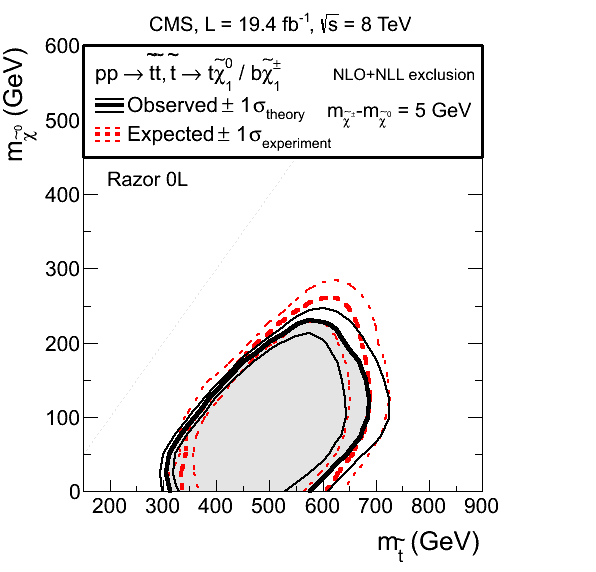 CMS, L = 19.4 fb⁻¹, √s = 8 TeV
pp → t̃t̃, t̃ → tχ̃⁰₁ / bχ̃±₁
NLO+NLL exclusion
Observed ± 1σtheory
mχ̃±-mχ̃⁰ = 5 GeV
Expected ± 1σexperiment
Razor 0L
mχ̃⁰ (GeV)
600
500
400
300
200
100
0
200 300 400 500 600 700 800 900
mt̃ (GeV)